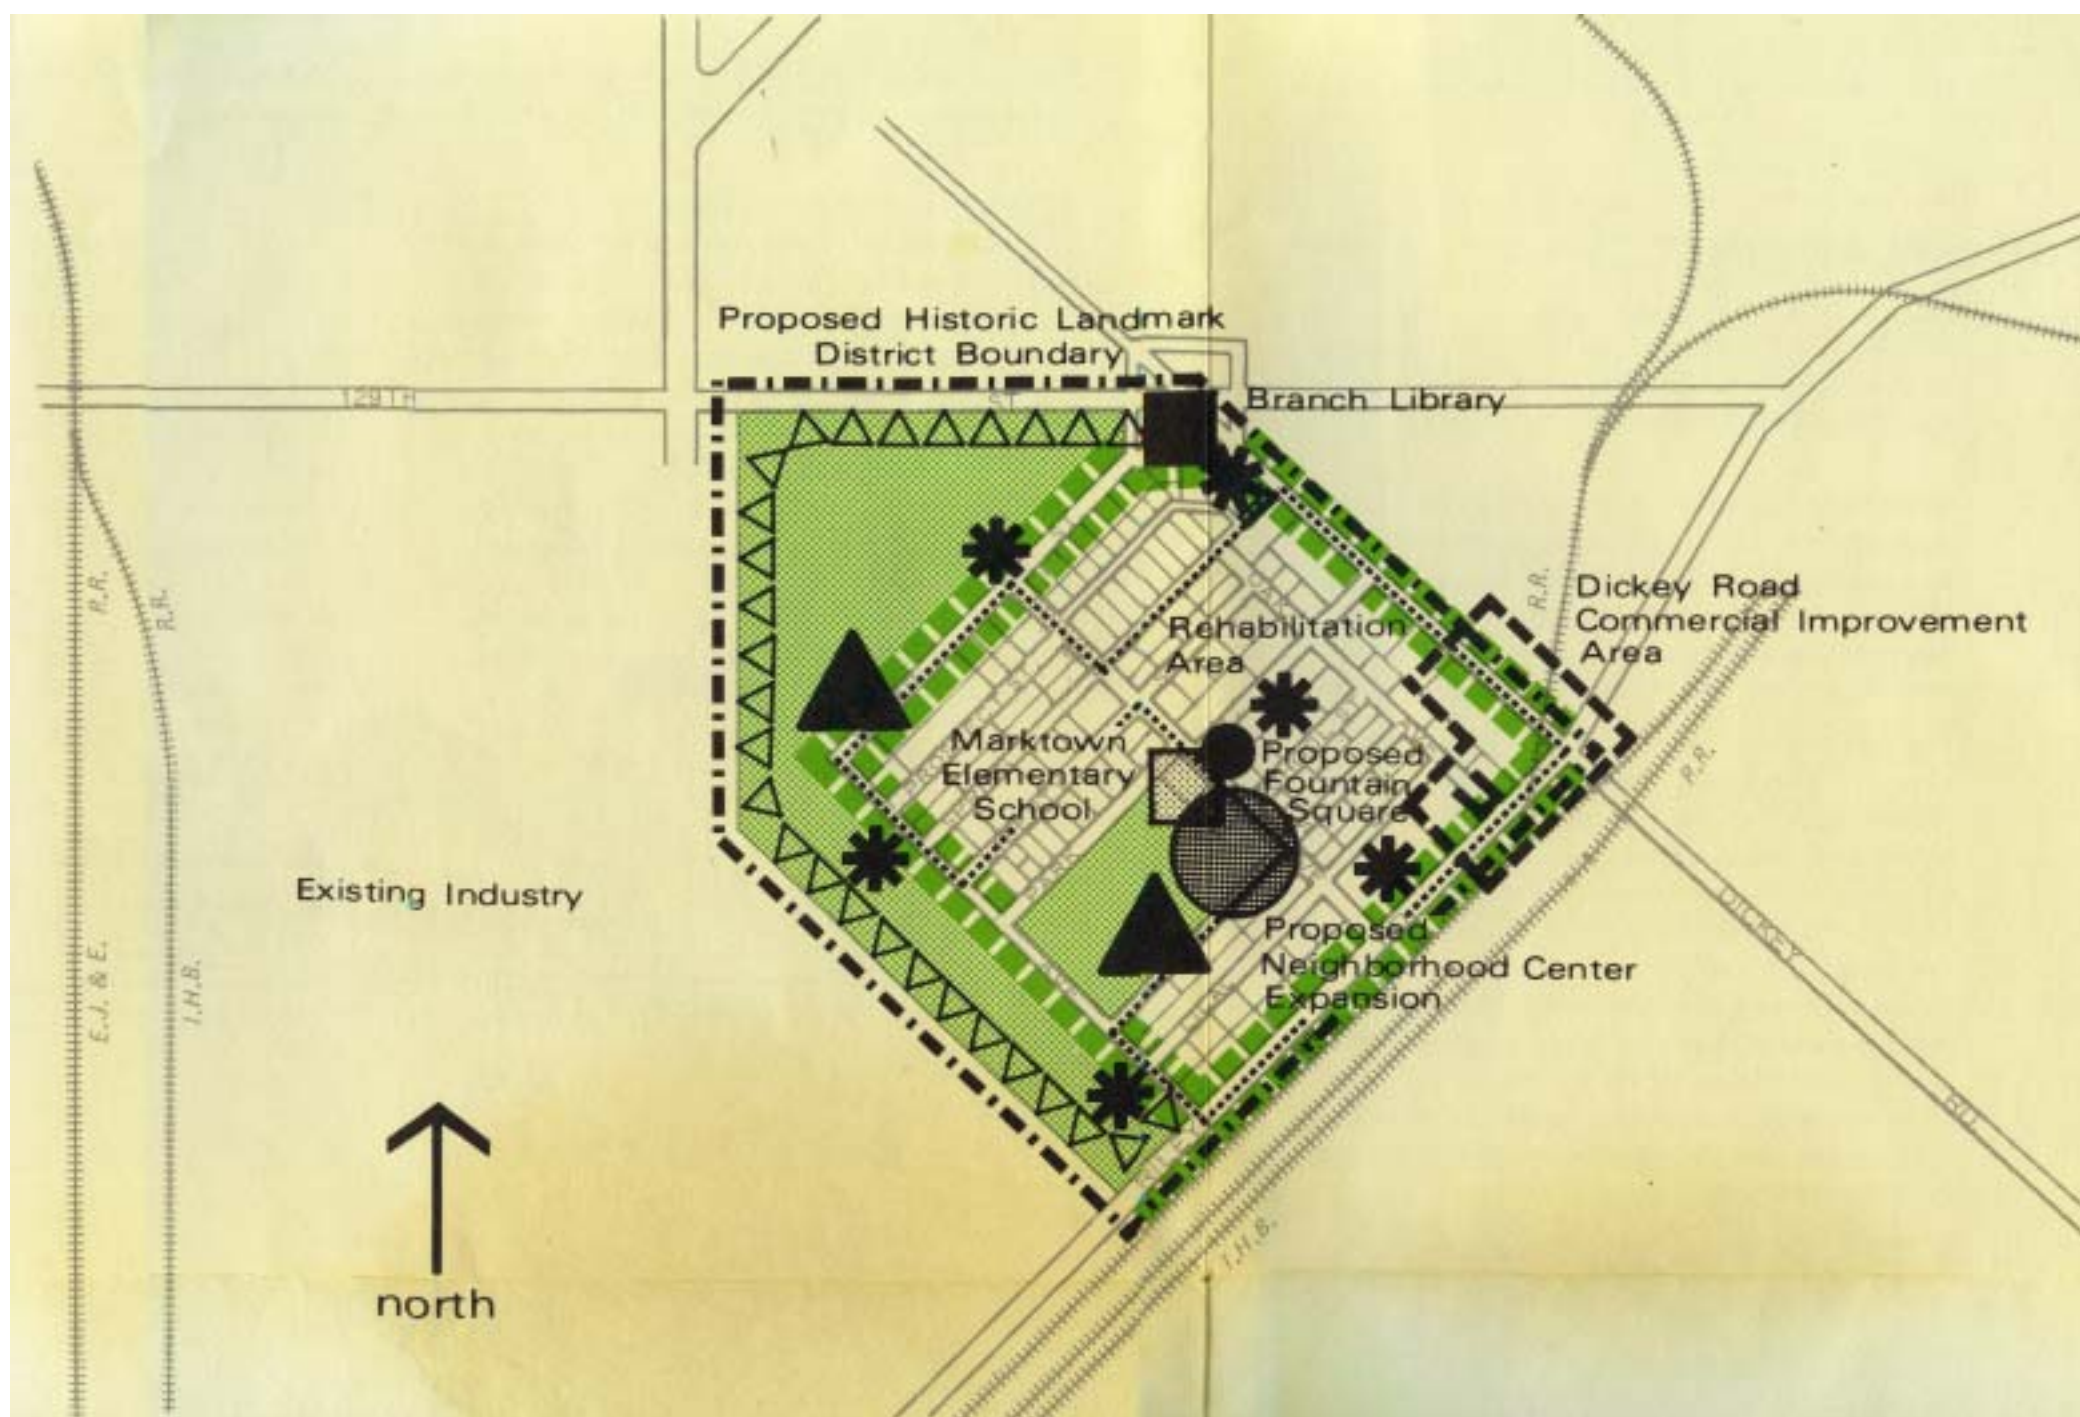 Proposed Historic Landmark
District Boundary
129TH
ST
Branch Library
R.R.
R.R.
R.R.
Dickey Road
Commercial Improvement
Area
Rehabilitation
Area
Marktown
Elementary
School
Proposed
Fountain
Square
R.R.
Existing Industry
DICKEY
RD.
Proposed
Neighborhood Center
Expansion
E.J. & E.
I.H.B.
I.H.B.
north